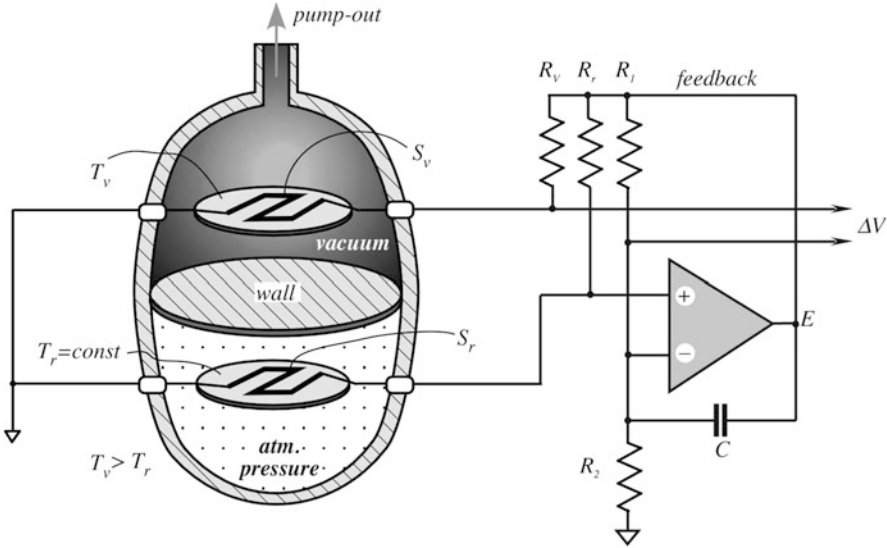 pump-out
R_v R_r R_1 feedback
T_v
S_v
ΔV
vacuum
wall
+
E
T_r=const
S_r
−
C
atm.
pressure
T_v> T_r
R_2